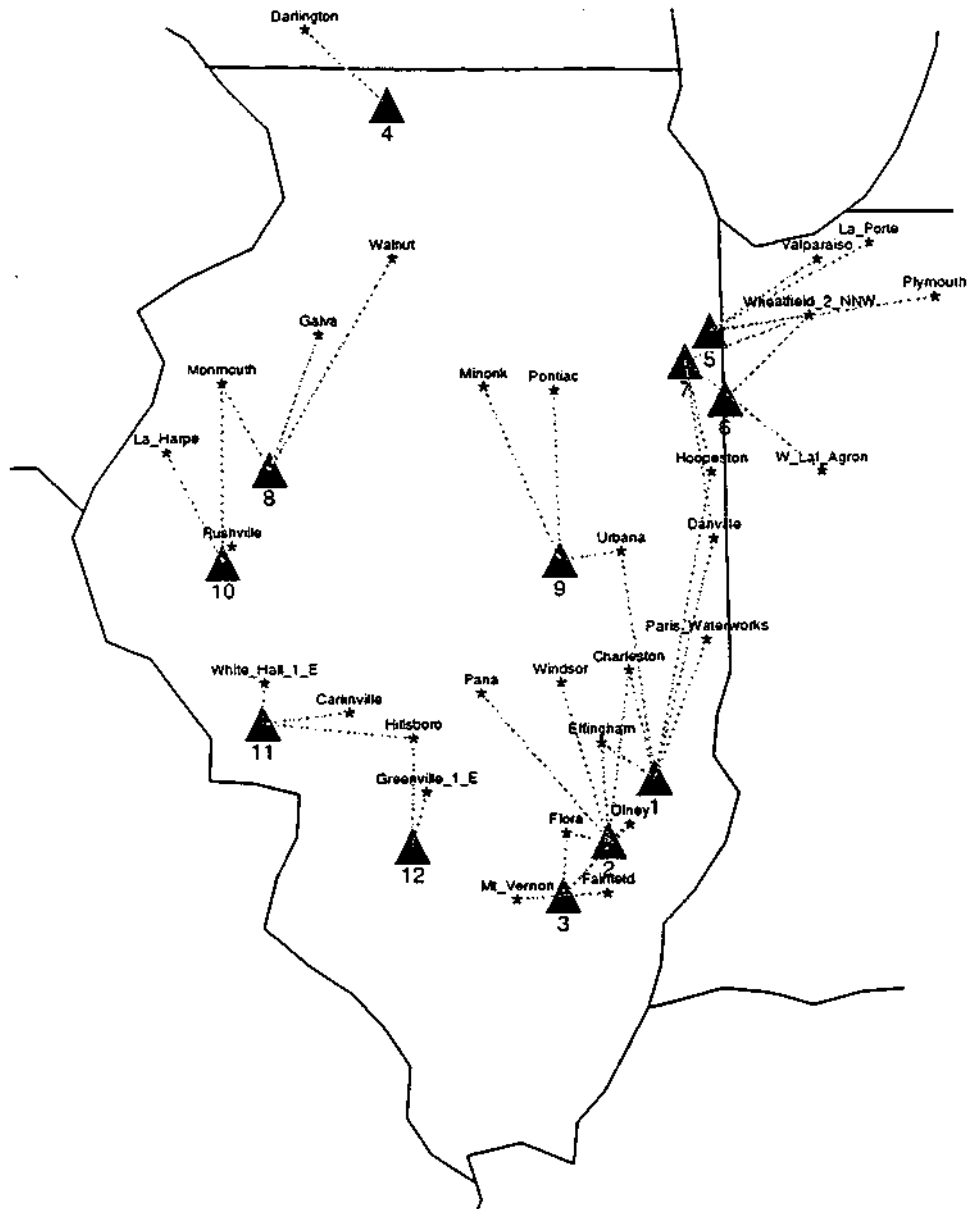 Darlington
4
Walnut
La_Porte
Valparaiso
Plymouth
Wheatfield_2_NNW
Galva
5
Monmouth
Minonk
Pontiac
7
6
La_Harpe
8
Hoopeston
W_Laf_Agron
Danville
Rushville
Urbana
10
9
Paris_Waterworks
White_Hall_1_E
Pana
Windsor
Charleston
Carlinville
11
Hillsboro
Effingham
Greenville_1_E
1
Olney
Flora
12
2
Mt_Vernon
Fairfield
3